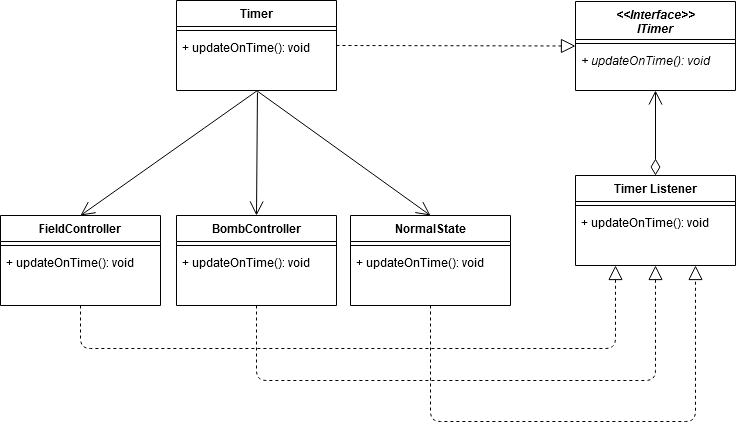 Timer
+ updateOnTime(): void
<<Interface>>
ITimer
+ updateOnTime(): void
Timer Listener
+ updateOnTime(): void
FieldController
+ updateOnTime(): void
BombController
+ updateOnTime(): void
NormalState
+ updateOnTime(): void